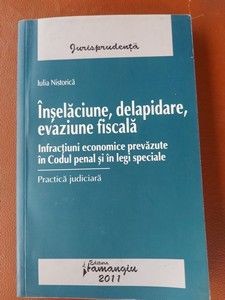 Jurisprudență
Iulia Nistorică
Înșelăciune, delapidare,
evaziune fiscală
Infracțiuni economice prevăzute
în Codul penal și în legi speciale
Practică judiciară
Editura
Hamangiu
2011